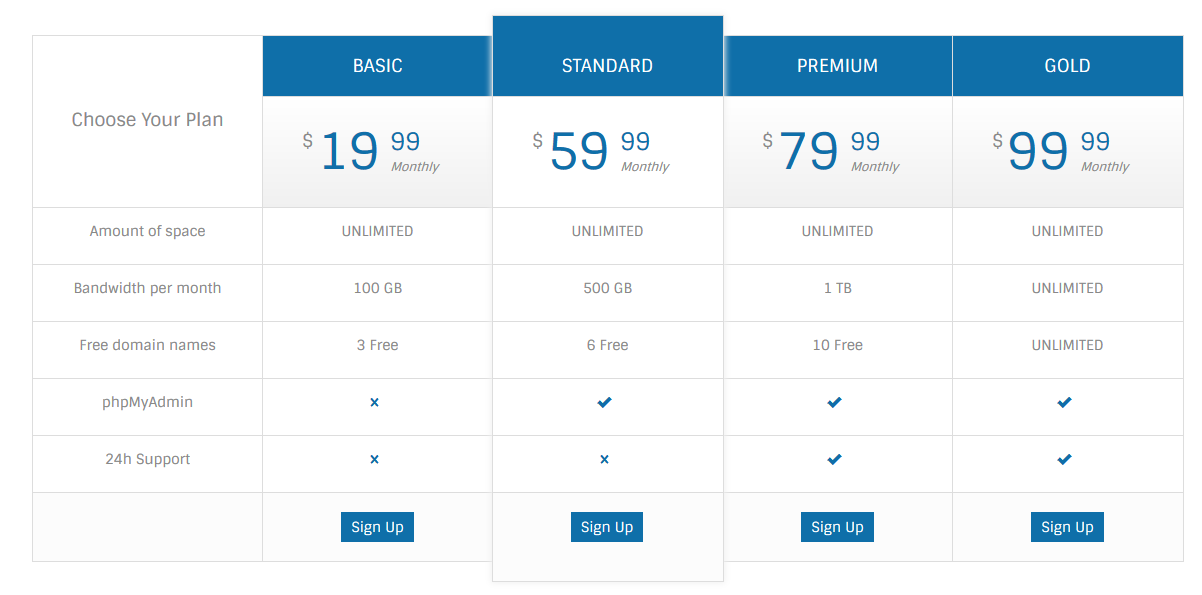 BASIC STANDARD PREMIUM GOLD
Choose Your Plan
$ 19 99 Monthly
$ 59 99 Monthly
$ 79 99 Monthly
$ 99 99 Monthly
Amount of space UNLIMITED UNLIMITED UNLIMITED UNLIMITED
Bandwidth per month 100 GB 500 GB 1 TB UNLIMITED
Free domain names 3 Free 6 Free 10 Free UNLIMITED
phpMyAdmin
24h Support
Sign Up Sign Up Sign Up Sign Up